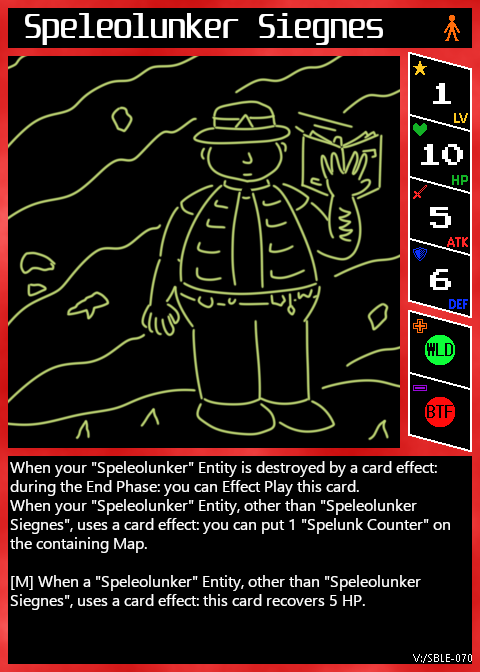 Speleolunker Siegnes
1
LV
10
HP
5
ATK
6
DEF
WLD
BTF
When your "Speleolunker" Entity is destroyed by a card effect:
during the End Phase: you can Effect Play this card.
When your "Speleolunker" Entity, other than "Speleolunker
Siegnes", uses a card effect: you can put 1 "Spelunk Counter" on
the containing Map.
[M] When a "Speleolunker" Entity, other than "Speleolunker
Siegnes", uses a card effect: this card recovers 5 HP.
V:/SBLE-070